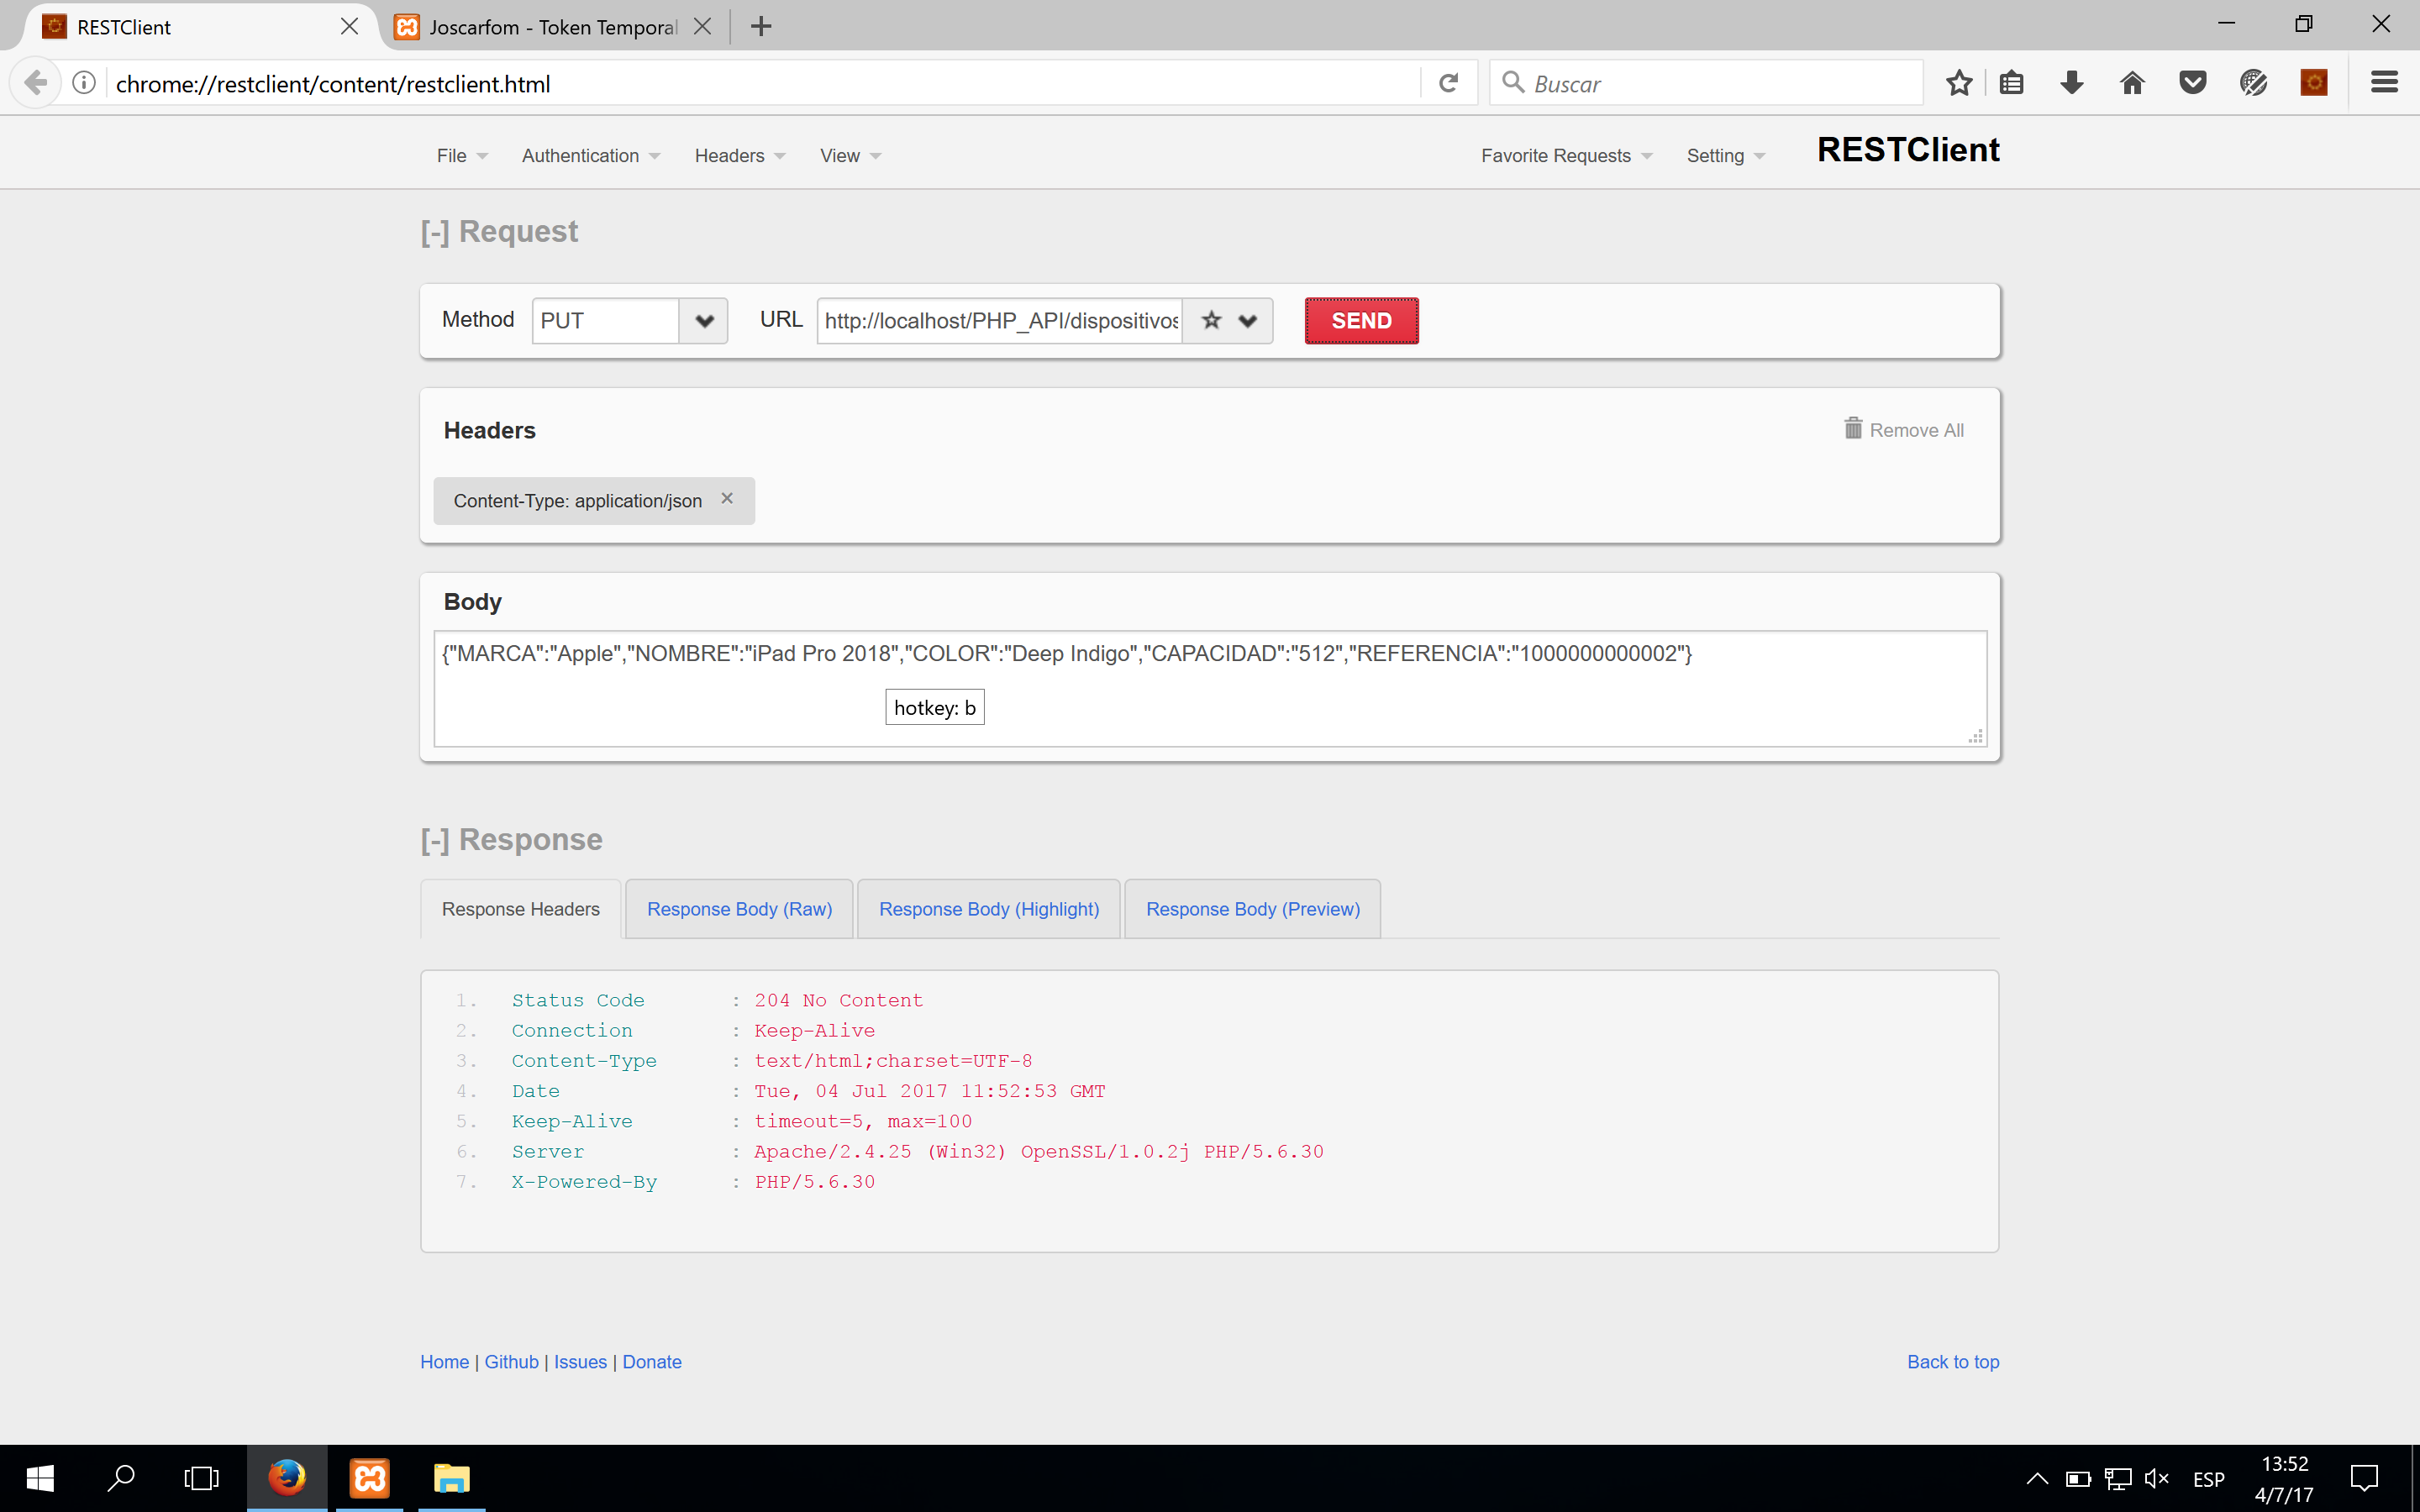 RESTClient
Joscarfom - Token Temporal
chrome://restclient/content/restclient.html
Buscar
File
Authentication
Headers
View
Favorite Requests
Setting
RESTClient
[-] Request
Method
PUT
URL
http://localhost/PHP_API/dispositivos
SEND
Headers
Remove All
Content-Type: application/json
Body
{"MARCA":"Apple","NOMBRE":"iPad Pro 2018","COLOR":"Deep Indigo","CAPACIDAD":"512","REFERENCIA":"1000000000002"}
hotkey: b
[-] Response
Response Headers
Response Body (Raw)
Response Body (Highlight)
Response Body (Preview)
1. Status Code : 204 No Content
2. Connection : Keep-Alive
3. Content-Type : text/html;charset=UTF-8
4. Date : Tue, 04 Jul 2017 11:52:53 GMT
5. Keep-Alive : timeout=5, max=100
6. Server : Apache/2.4.25 (Win32) OpenSSL/1.0.2j PHP/5.6.30
7. X-Powered-By : PHP/5.6.30
Home | Github | Issues | Donate
Back to top
ESP
13:52
4/7/17